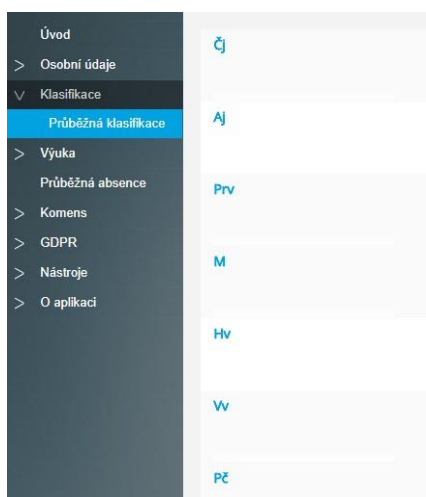 Úvod
Osobní údaje
Klasifikace
Průběžná klasifikace
Výuka
Průběžná absence
Komens
GDPR
Nástroje
O aplikaci
Čj
Aj
Prv
M
Hv
Vv
Pč